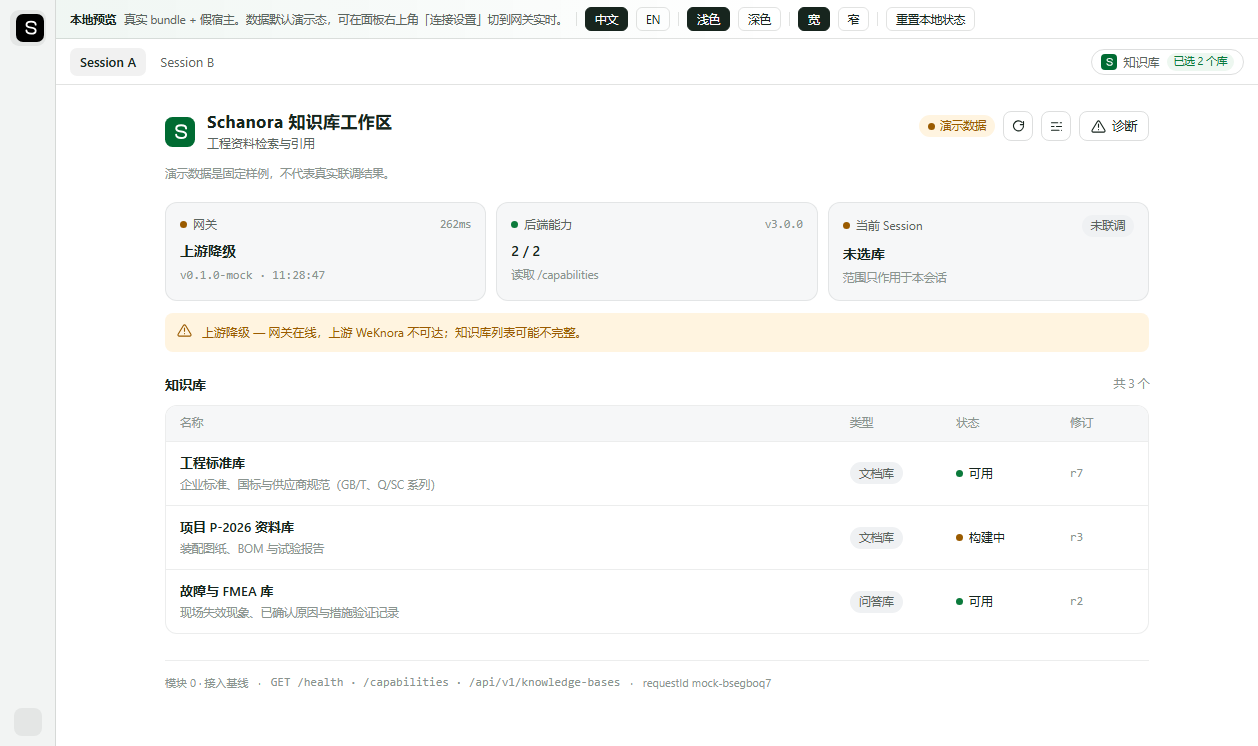 S
本地预览 真实 bundle + 假宿主。数据默认演示态，可在面板右上角「连接设置」切到网关实时。 中文 EN 浅色 深色 宽 窄 重置本地状态
Session A Session B S 知识库 已选 2 个库
S Schanora 知识库工作区
工程资料检索与引用
演示数据 诊断
演示数据是固定样例，不代表真实联调结果。
网关 262ms
上游降级
v0.1.0-mock · 11:28:47
后端能力 v3.0.0
2 / 2
读取 /capabilities
当前 Session 未联调
未选库
范围只作用于本会话
上游降级 — 网关在线，上游 WeKnora 不可达；知识库列表可能不完整。
知识库 共 3 个
名称 类型 状态 修订
工程标准库
企业标准、国标与供应商规范（GB/T、Q/SC 系列）
文档库 可用 r7
项目 P-2026 资料库
装配图纸、BOM 与试验报告
文档库 构建中 r3
故障与 FMEA 库
现场失效现象、已确认原因与措施验证记录
问答库 可用 r2
模块 0 · 接入基线 · GET /health · /capabilities · /api/v1/knowledge-bases · requestId mock-bsegboq7